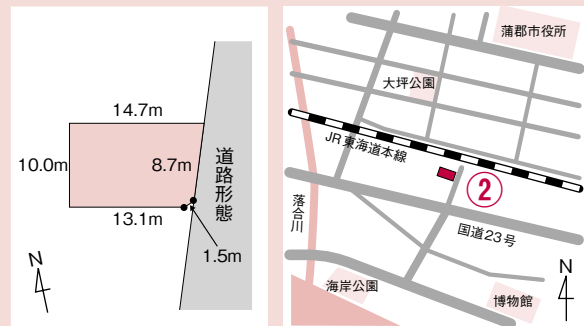 14.7m
10.0m
8.7m
道路形態
13.1m
1.5m
N
蒲郡市役所
大坪公園
JR東海道本線
②
落合川
国道23号
海岸公園
博物館
N